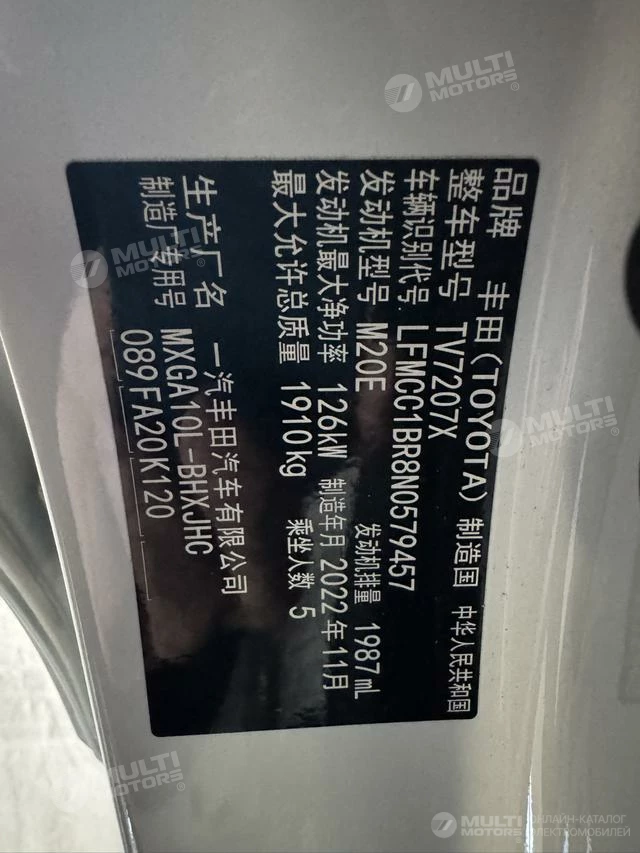 品牌 丰田(TOYOTA) 制造国 中华人民共和国
整车型号 TV7207X
车辆识别代号 LFMCC1BR8N0579457
发动机型号 M20E 发动机排量 1987mL
发动机最大净功率 126kW 制造年月 2022年11月
最大允许总质量 1910kg 乘坐人数 5
生产厂名 一汽丰田汽车有限公司
制造厂专用号 MXGA10L-BHXJHC
089 FA20 K120
MULTI MOTORS
MULTI MOTORS
MULTI MOTORS
MULTI MOTORS ОНЛАЙН-КАТАЛОГ ЭЛЕКТРОМОБИЛЕЙ